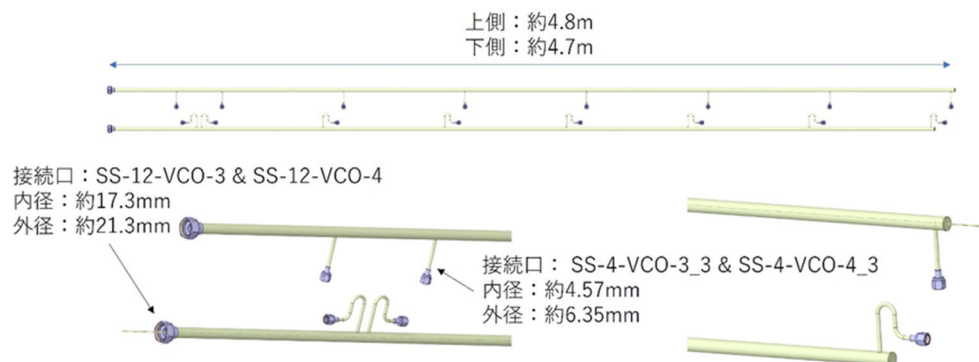 上側：約4.8m
下側：約4.7m
接続口：SS-12-VCO-3 & SS-12-VCO-4
内径：約17.3mm
外径：約21.3mm
接続口： SS-4-VCO-3_3 & SS-4-VCO-4_3
内径：約4.57mm
外径：約6.35mm